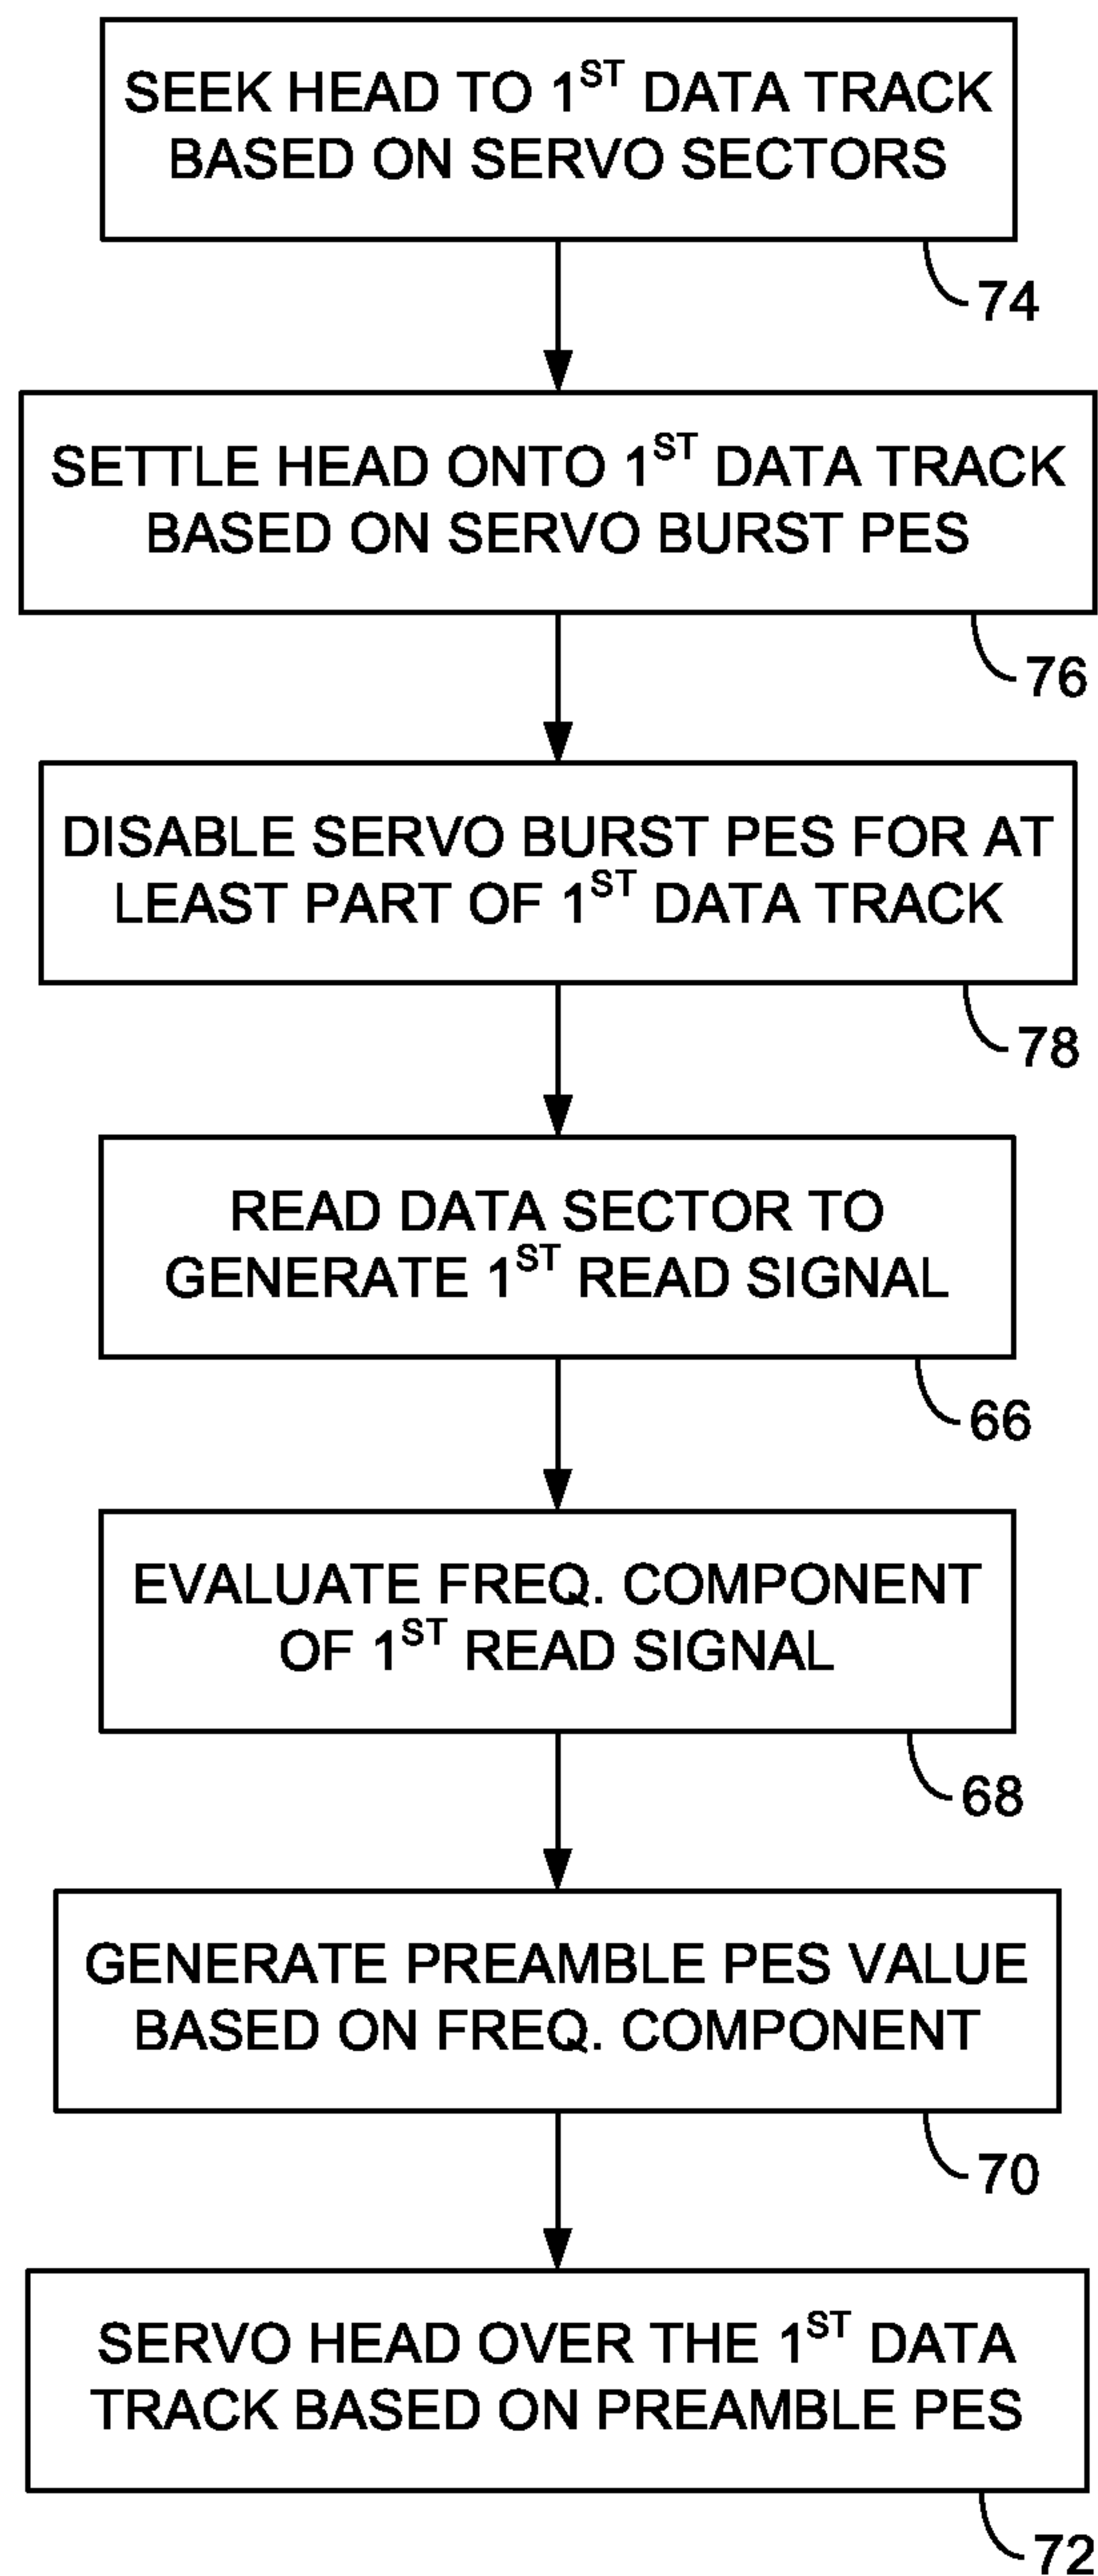 SEEK HEAD TO 1ST DATA TRACK
BASED ON SERVO SECTORS
74
SETTLE HEAD ONTO 1ST DATA TRACK
BASED ON SERVO BURST PES
76
DISABLE SERVO BURST PES FOR AT
LEAST PART OF 1ST DATA TRACK
78
READ DATA SECTOR TO
GENERATE 1ST READ SIGNAL
66
EVALUATE FREQ. COMPONENT
OF 1ST READ SIGNAL
68
GENERATE PREAMBLE PES VALUE
BASED ON FREQ. COMPONENT
70
SERVO HEAD OVER THE 1ST DATA
TRACK BASED ON PREAMBLE PES
72